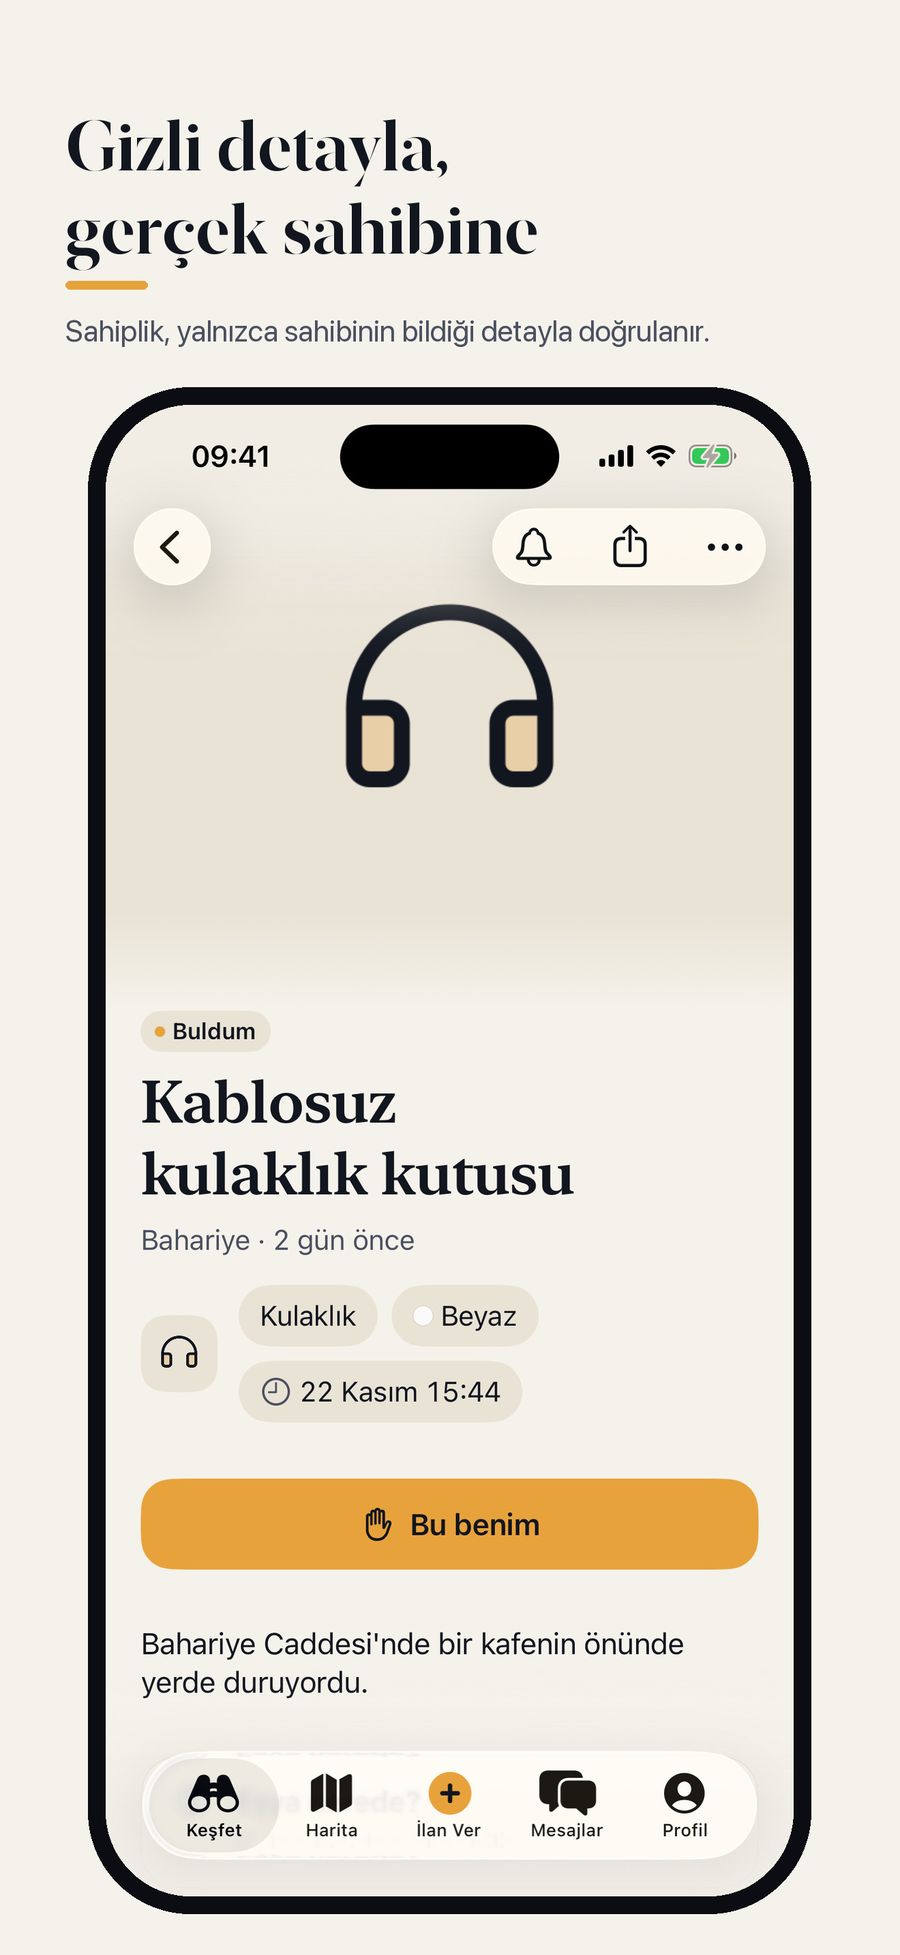 Gizli detayla,
gerçek sahibine
Sahiplik, yalnızca sahibinin bildiği detayla doğrulanır.
09:41
Buldum
Kablosuz
kulaklık kutusu
Bahariye · 2 gün önce
Kulaklık
Beyaz
22 Kasım 15:44
Bu benim
Bahariye Caddesi'nde bir kafenin önünde
yerde duruyordu.
Keşfet
Harita
İlan Ver
Mesajlar
Profil